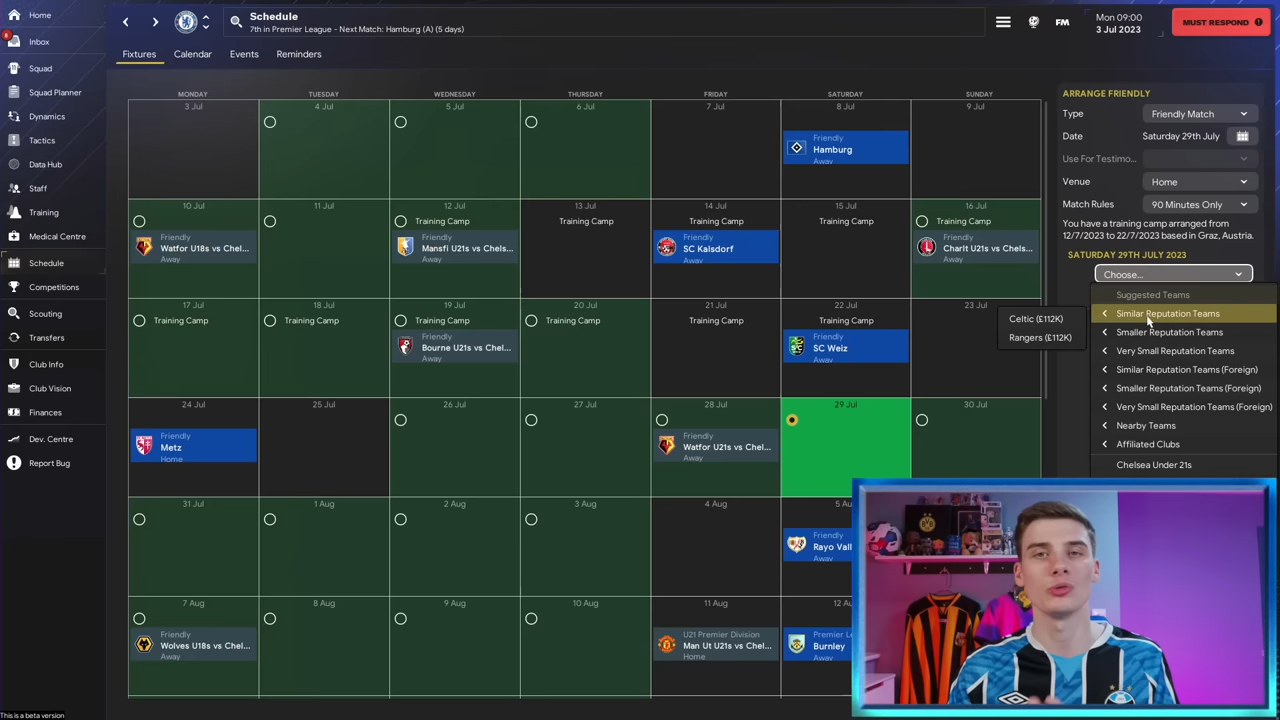 Home
Inbox
Squad
Squad Planner
Dynamics
Tactics
Data Hub
Staff
Training
Medical Centre
Schedule
Competitions
Scouting
Transfers
Club Info
Club Vision
Finances
Dev. Centre
Report Bug
This is a beta version
Schedule
7th in Premier League - Next Match: Hamburg (A) (5 days)
FM
Mon 09:00
3 Jul 2023
MUST RESPOND
Fixtures Calendar Events Reminders
MONDAY TUESDAY WEDNESDAY THURSDAY FRIDAY SATURDAY SUNDAY
3 Jul 4 Jul 5 Jul 6 Jul 7 Jul 8 Jul 9 Jul
Friendly
Hamburg
Away
10 Jul 11 Jul 12 Jul 13 Jul 14 Jul 15 Jul 16 Jul
Training Camp Training Camp Training Camp Training Camp Training Camp
Friendly Friendly Friendly Friendly
Watfor U18s vs Chel... Mansfi U21s vs Chels... SC Kalsdorf Charlt U21s vs Chels...
Away Away Away Away
17 Jul 18 Jul 19 Jul 20 Jul 21 Jul 22 Jul 23 Jul
Training Camp Training Camp Training Camp Training Camp Training Camp Training Camp
Friendly Friendly
Bourne U21s vs Chel... SC Weiz
Away Away
24 Jul 25 Jul 26 Jul 27 Jul 28 Jul 29 Jul 30 Jul
Friendly Friendly
Metz Watfor U21s vs Chel...
Home Away
31 Jul 1 Aug 2 Aug 3 Aug 4 Aug 5 A
Friendly
Rayo Vall
Away
7 Aug 8 Aug 9 Aug 10 Aug 11 Aug 12 A
Friendly U21 Premier Division Premier Le
Wolves U18s vs Chel... Man Ut U21s vs Chel... Burnley
Away Home Away
ARRANGE FRIENDLY
Type Friendly Match
Date Saturday 29th July
Use For Testimo...
Venue Home
Match Rules 90 Minutes Only
You have a training camp arranged from
12/7/2023 to 22/7/2023 based in Graz, Austria.
SATURDAY 29TH JULY 2023
Choose...
Suggested Teams
Similar Reputation Teams
Smaller Reputation Teams
Very Small Reputation Teams
Similar Reputation Teams (Foreign)
Smaller Reputation Teams (Foreign)
Very Small Reputation Teams (Foreign)
Nearby Teams
Affiliated Clubs
Chelsea Under 21s
Celtic (£112K)
Rangers (£112K)